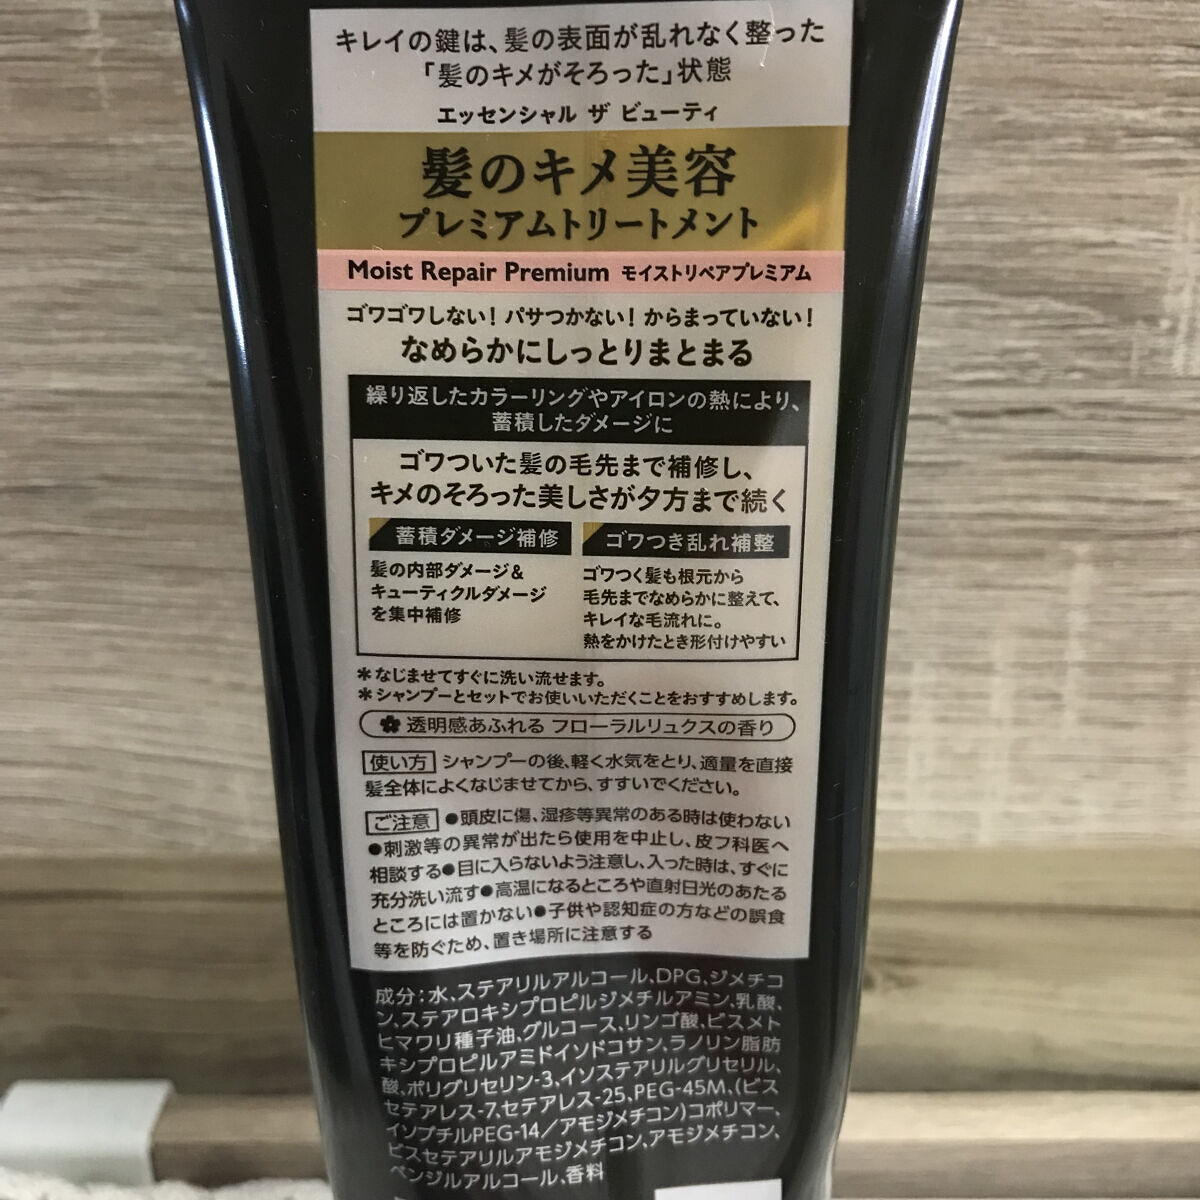 キレイの鍵は、髪の表面が乱れなく整った
「髪のキメがそろった」状態
エッセンシャル ザ ビューティ
髪のキメ美容
プレミアムトリートメント
Moist Repair Premium モイストリペアプレミアム
ゴワゴワしない! パサつかない! からまっていない!
なめらかにしっとりまとまる
繰り返したカラーリングやアイロンの熱により、
蓄積したダメージに
ゴワついた髪の毛先まで補修し、
キメのそろった美しさが夕方まで続く
蓄積ダメージ補修
髪の内部ダメージ&
キューティクルダメージ
を集中補修
ゴワつき乱れ補整
ゴワつく髪も根元から
毛先までなめらかに整えて、
キレイな毛流れに。
熱をかけたとき形付けやすい
*なじませてすぐに洗い流せます。
*シャンプーとセットでお使いいただくことをおすすめします。
透明感あふれる フローラルリュクスの香り
使い方 シャンプーの後、軽く水気をとり、適量を直接
髪全体によくなじませてから、すすいでください。
ご注意 ●頭皮に傷、湿疹等異常のある時は使わない
●刺激等の異常が出たら使用を中止し、皮フ科医へ
相談する●目に入らないよう注意し、入った時は、すぐに
充分洗い流す●高温になるところや直射日光のあたる
ところには置かない●子供や認知症の方などの誤食
等を防ぐため、置き場所に注意する
成分:水、ステアリルアルコール、DPG、ジメチコ
ン、ステアロキシプロピルジメチルアミン、乳酸、
ヒマワリ種子油、グルコース、リンゴ酸、ビスメト
キシプロピルアミドイソドコサン、ラノリン脂肪
酸、ポリグリセリン-3、イソステアリルグリセリル、
セテアレス-7、セテアレス-25、PEG-45M、(ビス
イソブチルPEG-14/アモジメチコン)コポリマー、
ビスセテアリルアモジメチコン、アモジメチコン、
ベンジルアルコール、香料